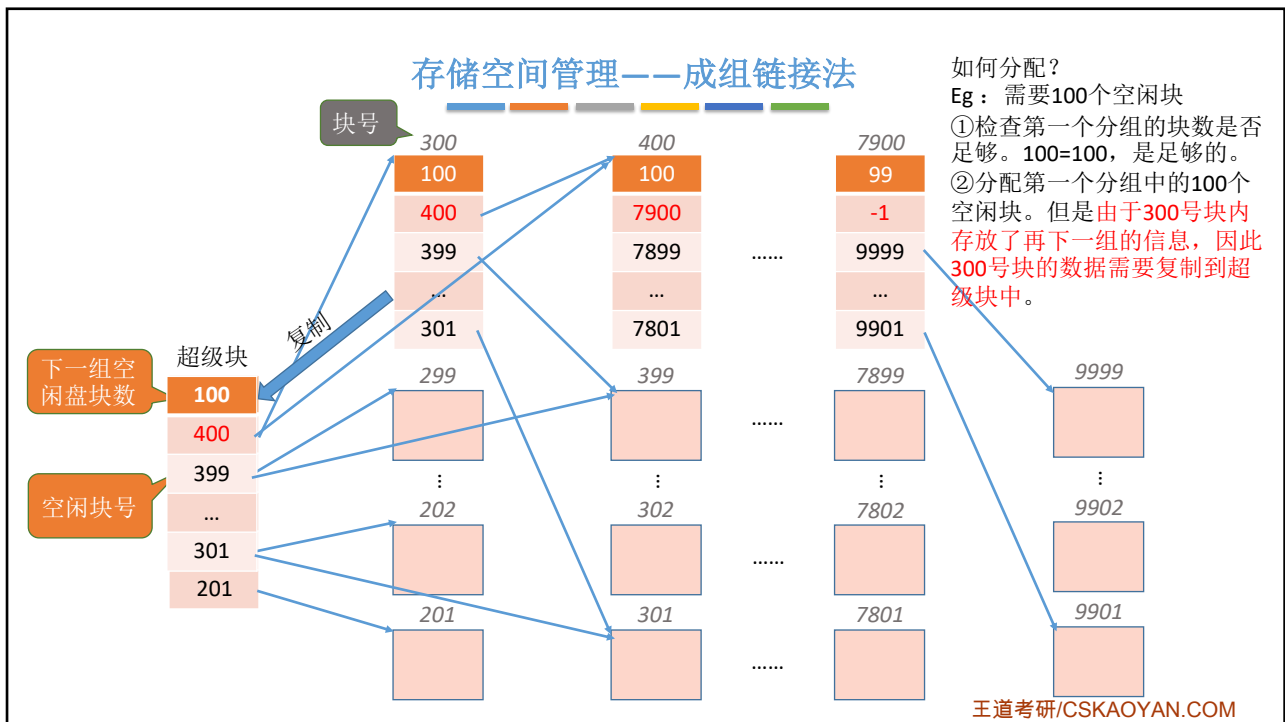 存储空间管理——成组链接法
如何分配？
Eg：需要100个空闲块
①检查第一个分组的块数是否
足够。100=100，是足够的。
②分配第一个分组中的100个
空闲块。但是由于300号块内
存放了再下一组的信息，因此
300号块的数据需要复制到超
级块中。
块号
300
100
400
399
...
301
400
100
7900
7899
...
7801
......
7900
99
-1
9999
...
9901
复制
超级块
下一组空
闲盘块数
空闲块号
100
400
399
...
301
201
299
399
......
7899
9999
...
...
...
...
202
302
......
7802
9902
201
301
......
7801
9901
王道考研/CSKAOYAN.COM